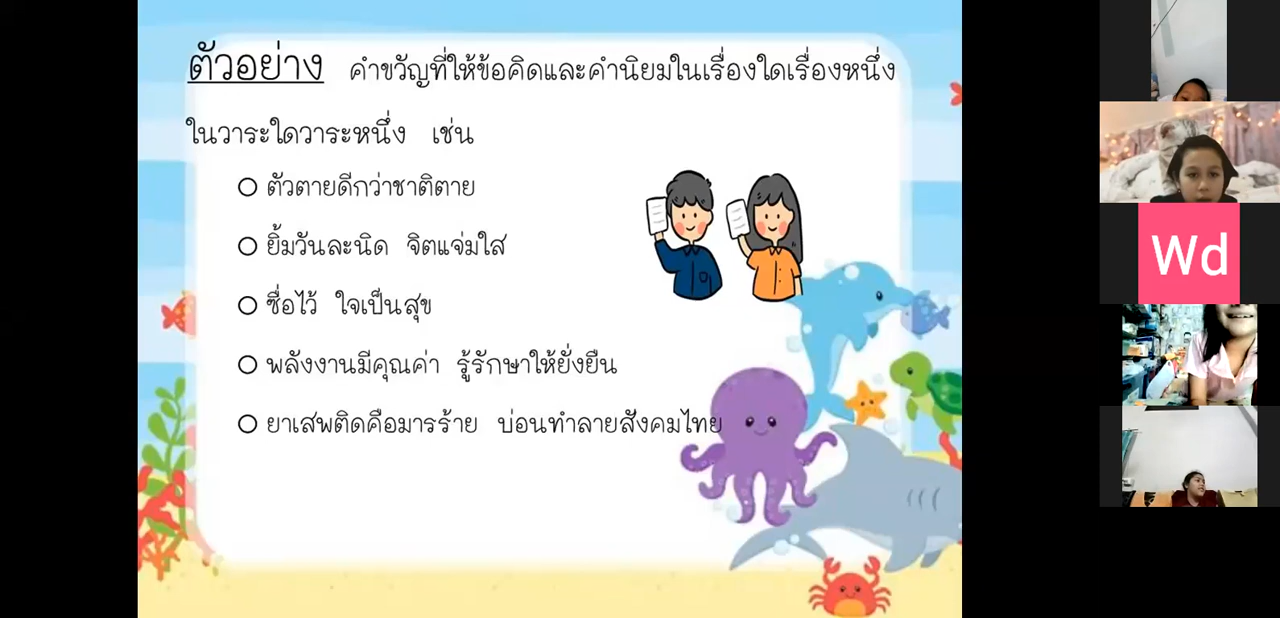 ตัวอย่าง คำขวัญที่ให้ข้อคิดและคำนิยมในเรื่องใดเรื่องหนึ่ง
ในวาระใดวาระหนึ่ง เช่น
ตัวตายดีกว่าชาติตาย
ยิ้มวันละนิด จิตแจ่มใส
ซื่อไว้ ใจเป็นสุข
พลังงานมีคุณค่า รู้รักษาให้ยั่งยืน
ยาเสพติดคือมารร้าย บ่อนทำลายสังคมไทย
Wd